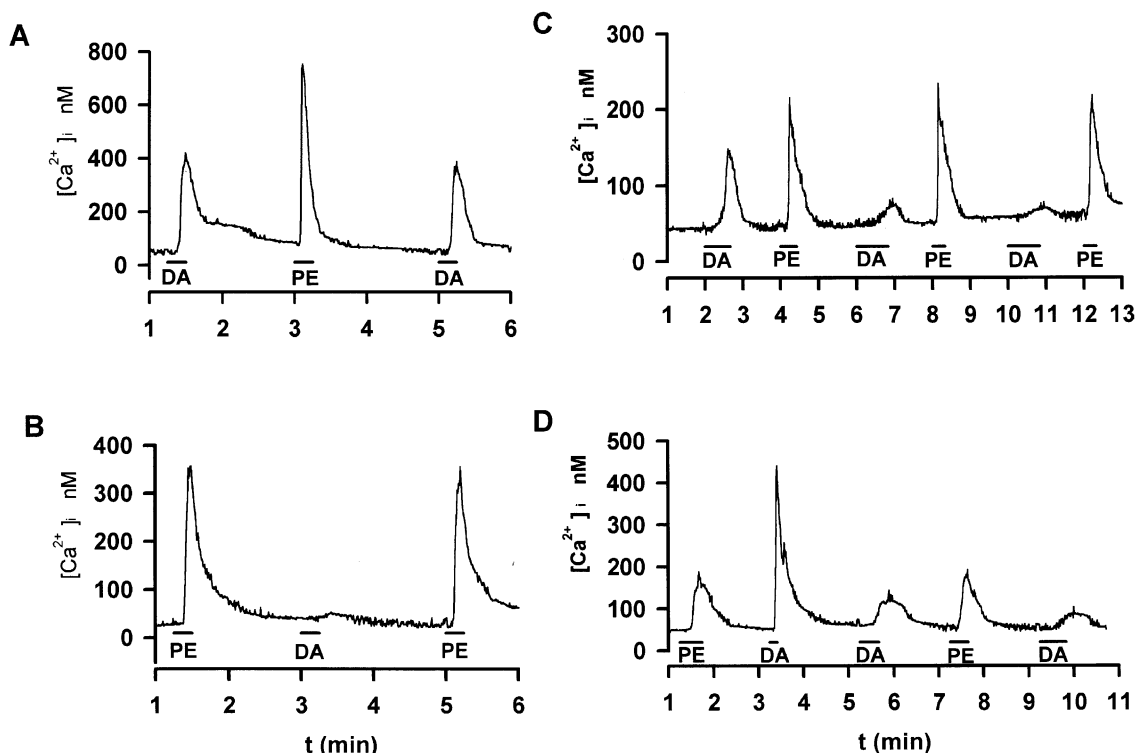 A
800
600
400
200
0
[Ca2+]i nM
DA PE DA
1 2 3 4 5 6
C
300
200
100
0
[Ca2+]i nM
DA PE DA PE DA PE
1 2 3 4 5 6 7 8 9 10 11 12 13
B
400
300
200
100
0
[Ca2+]i nM
PE DA PE
1 2 3 4 5 6
t (min)
D
500
400
300
200
100
0
[Ca2+]i nM
PE DA DA PE DA
1 2 3 4 5 6 7 8 9 10 11
t (min)